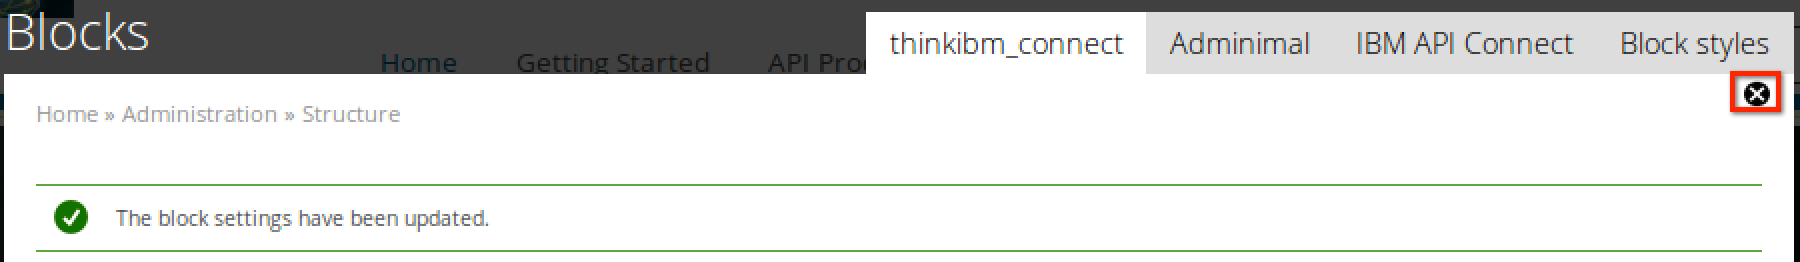 Blocks
thinkibm_connect Adminimal IBM API Connect Block styles
Home Getting Started API Pro
Home » Administration » Structure
The block settings have been updated.